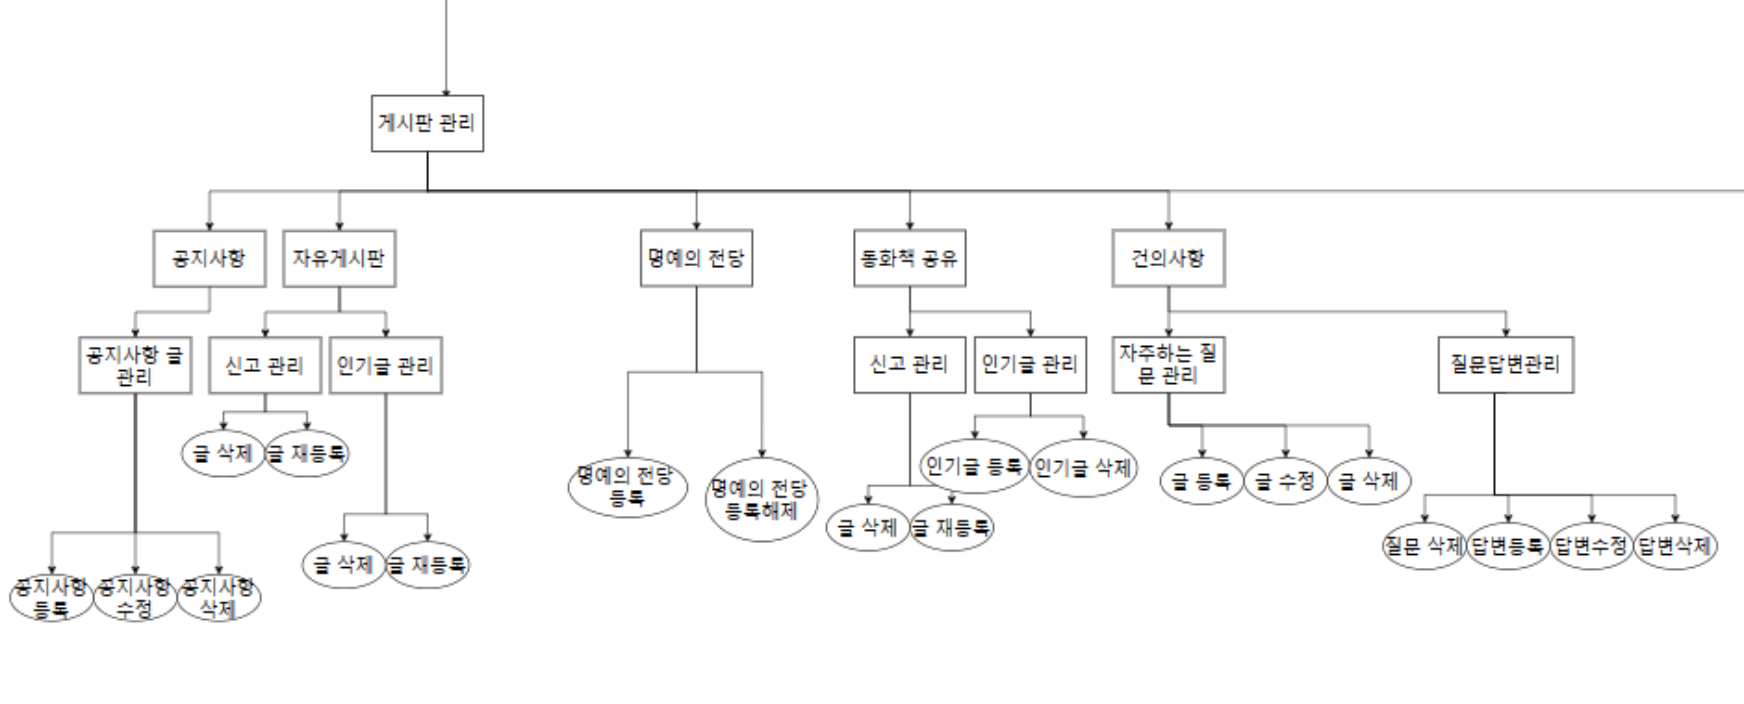 게시판 관리
공지사항
자유게시판
명예의 전당
동화책 공유
건의사항
공지사항 글
관리
신고 관리
인기글 관리
신고 관리
인기글 관리
자주하는 질
문 관리
질문답변관리
글 삭제
글 재등록
명예의 전당
등록
명예의 전당
등록해제
인기글 등록
인기글 삭제
글 삭제
글 재등록
글 등록
글 수정
글 삭제
질문 삭제
답변등록
답변수정
답변삭제
글 삭제
글 재등록
공지사항
등록
공지사항
수정
공지사항
삭제